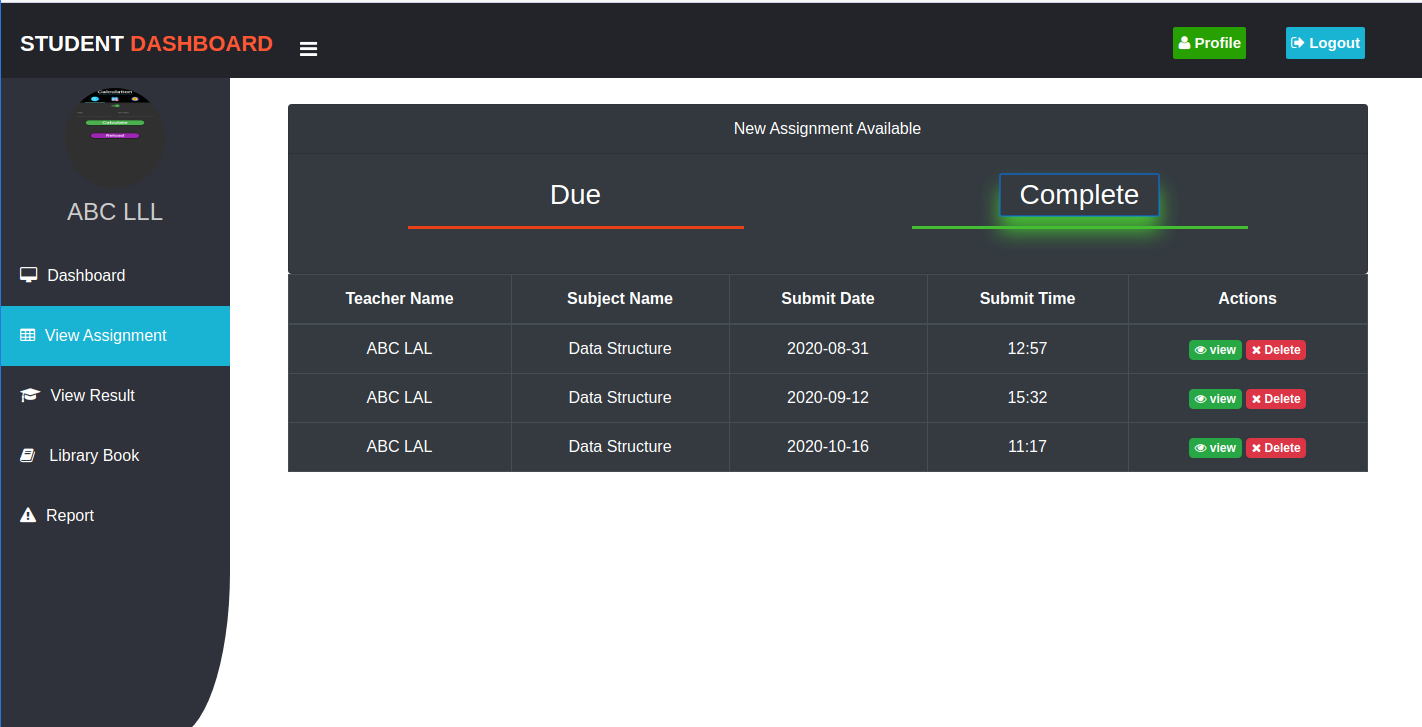 STUDENT DASHBOARD
Profile
Logout
Calculation
Calculate
Reload
ABC LLL
Dashboard
View Assignment
View Result
Library Book
Report
New Assignment Available
Due
Complete
Teacher Name Subject Name Submit Date Submit Time Actions
ABC LAL Data Structure 2020-08-31 12:57 view Delete
ABC LAL Data Structure 2020-09-12 15:32 view Delete
ABC LAL Data Structure 2020-10-16 11:17 view Delete